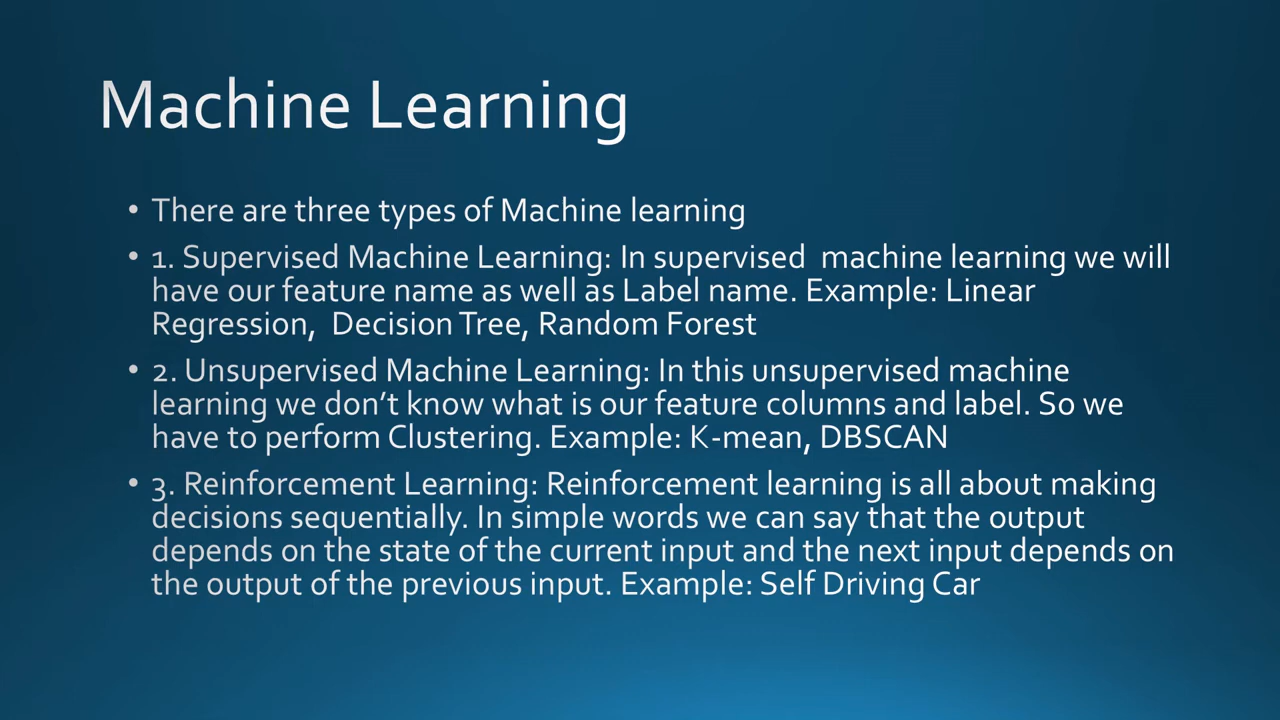 Machine Learning
• There are three types of Machine learning
• 1. Supervised Machine Learning: In supervised  machine learning we will
have our feature name as well as Label name. Example: Linear
Regression,  Decision Tree, Random Forest
• 2. Unsupervised Machine Learning: In this unsupervised machine
learning we don’t know what is our feature columns and label. So we
have to perform Clustering. Example: K-mean, DBSCAN
• 3. Reinforcement Learning: Reinforcement learning is all about making
decisions sequentially. In simple words we can say that the output
depends on the state of the current input and the next input depends on
the output of the previous input. Example: Self Driving Car